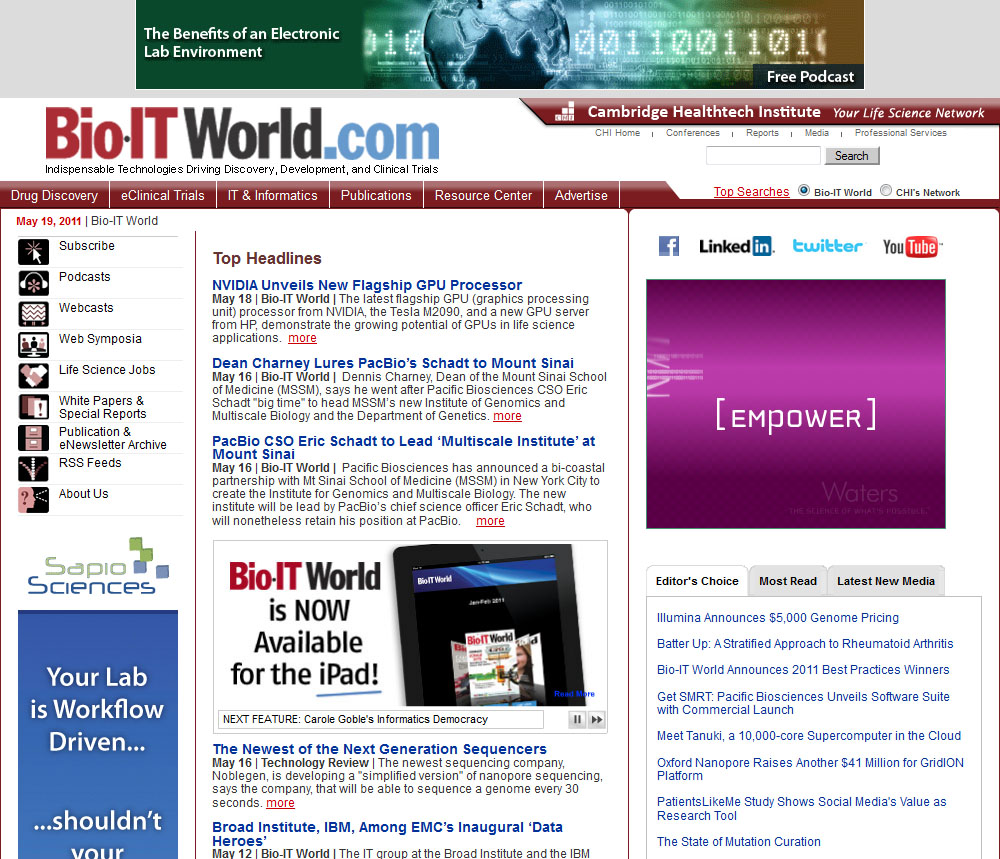 The Benefits of an Electronic
Lab Environment
Free Podcast
Bio·IT World.com
Indispensable Technologies Driving Discovery, Development, and Clinical Trials
CHI Cambridge Healthtech Institute Your Life Science Network
CHI Home | Conferences | Reports | Media | Professional Services
Search
Top Searches Bio-IT World CHI's Network
Drug Discovery eClinical Trials IT & Informatics Publications Resource Center Advertise
May 19, 2011 | Bio-IT World
Subscribe
Podcasts
Webcasts
Web Symposia
Life Science Jobs
White Papers &
Special Reports
Publication &
eNewsletter Archive
RSS Feeds
About Us
Sapio
Sciences
Your Lab
is Workflow
Driven...
...shouldn't
your
Top Headlines
NVIDIA Unveils New Flagship GPU Processor
May 18 | Bio-IT World | The latest flagship GPU (graphics processing
unit) processor from NVIDIA, the Tesla M2090, and a new GPU server
from HP, demonstrate the growing potential of GPUs in life science
applications. more
Dean Charney Lures PacBio's Schadt to Mount Sinai
May 16 | Bio-IT World | Dennis Charney, Dean of the Mount Sinai School
of Medicine (MSSM), says he went after Pacific Biosciences CSO Eric
Schadt "big time" to head MSSM's new Institute of Genomics and
Multiscale Biology and the Department of Genetics. more
PacBio CSO Eric Schadt to Lead ‘Multiscale Institute’ at
Mount Sinai
May 16 | Bio-IT World | Pacific Biosciences has announced a bi-coastal
partnership with Mt Sinai School of Medicine (MSSM) in New York City to
create the Institute for Genomics and Multiscale Biology. The new
institute will be lead by PacBio's chief science officer Eric Schadt, who
will nonetheless retain his position at PacBio. more
Bio·IT World
is NOW
Available
for the iPad!
Bio·IT World
Jan-Feb 2011
Bio·IT World
Read More
NEXT FEATURE: Carole Goble's Informatics Democracy
The Newest of the Next Generation Sequencers
May 16 | Technology Review | The newest sequencing company,
Noblegen, is developing a "simplified version" of nanopore sequencing,
says the company, that will be able to sequence a genome every 30
seconds. more
Broad Institute, IBM, Among EMC's Inaugural ‘Data
Heroes’
May 12 | Bio-IT World | The IT group at the Broad Institute and the IBM
LinkedIn twitter YouTube
[EMPOWER]
Waters
THE SCIENCE OF WHAT'S POSSIBLE.
Editor's Choice Most Read Latest New Media
Illumina Announces $5,000 Genome Pricing
Batter Up: A Stratified Approach to Rheumatoid Arthritis
Bio-IT World Announces 2011 Best Practices Winners
Get SMRT: Pacific Biosciences Unveils Software Suite
with Commercial Launch
Meet Tanuki, a 10,000-core Supercomputer in the Cloud
Oxford Nanopore Raises Another $41 Million for GridION
Platform
PatientsLikeMe Study Shows Social Media's Value as
Research Tool
The State of Mutation Curation